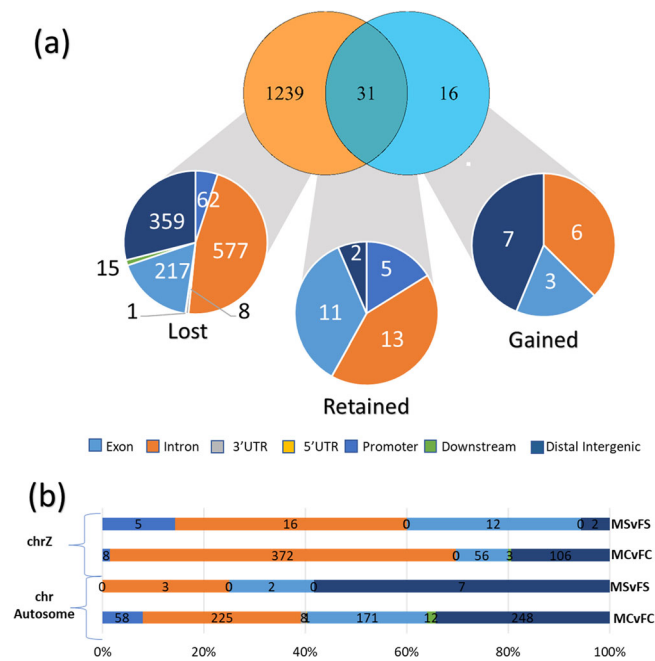 (a)
1239
31
16
62
359
577
217
15
1
8
Lost
2
5
11
13
Retained
7
6
3
Gained
Exon Intron 3'UTR 5'UTR Promoter Downstream Distal Intergenic
(b)
chrZ
5 16 0 12 0 2 MSvFS
8 372 0 56 3 106 MCvFC
chr
Autosome
0 3 0 2 0 7 MSvFS
58 225 8 1 171 12 248 MCvFC
0% 20% 40% 60% 80% 100%